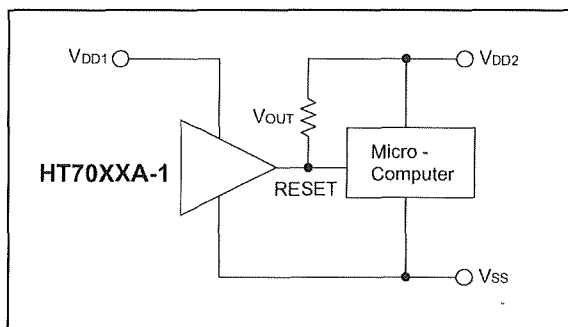 VDD1
VDD2
VOUT
HT70XXA-1
Micro -
Computer
RESET
VSS